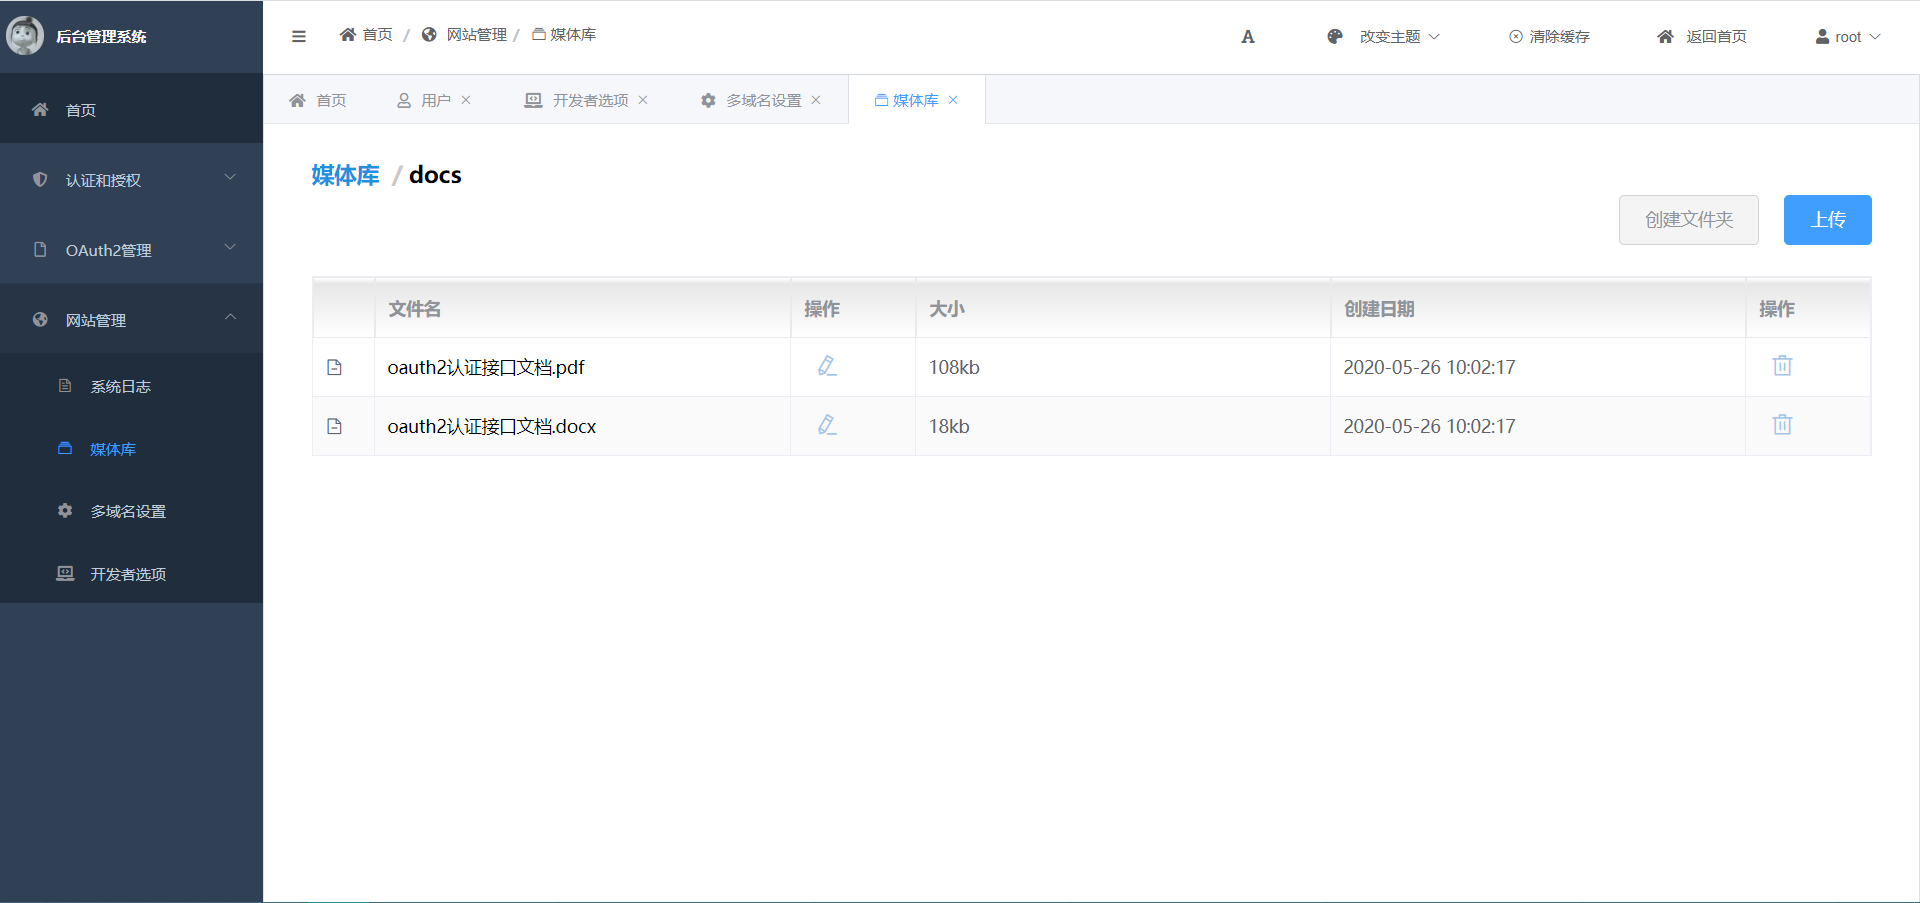 后台管理系统
首页
认证和授权
OAuth2管理
网站管理
系统日志
媒体库
多域名设置
开发者选项
首页 / 网站管理 / 媒体库
A 改变主题 清除缓存 返回首页 root
首页 用户 开发者选项 多域名设置 媒体库
媒体库 / docs
创建文件夹 上传
文件名 操作 大小 创建日期 操作
oauth2认证接口文档.pdf 108kb 2020-05-26 10:02:17
oauth2认证接口文档.docx 18kb 2020-05-26 10:02:17